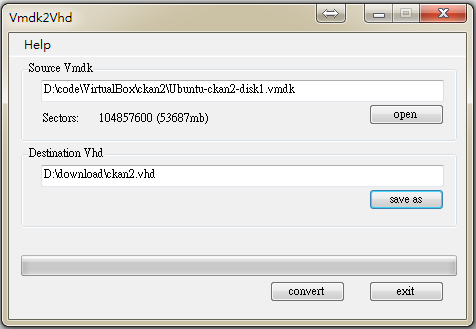 Vmdk2Vhd
Help
Source Vmdk
D:\code\VirtualBox\ckan2\Ubuntu-ckan2-disk1.vmdk
Sectors: 104857600 (53687mb)
open
Destination Vhd
D:\download\ckan2.vhd
save as
convert exit